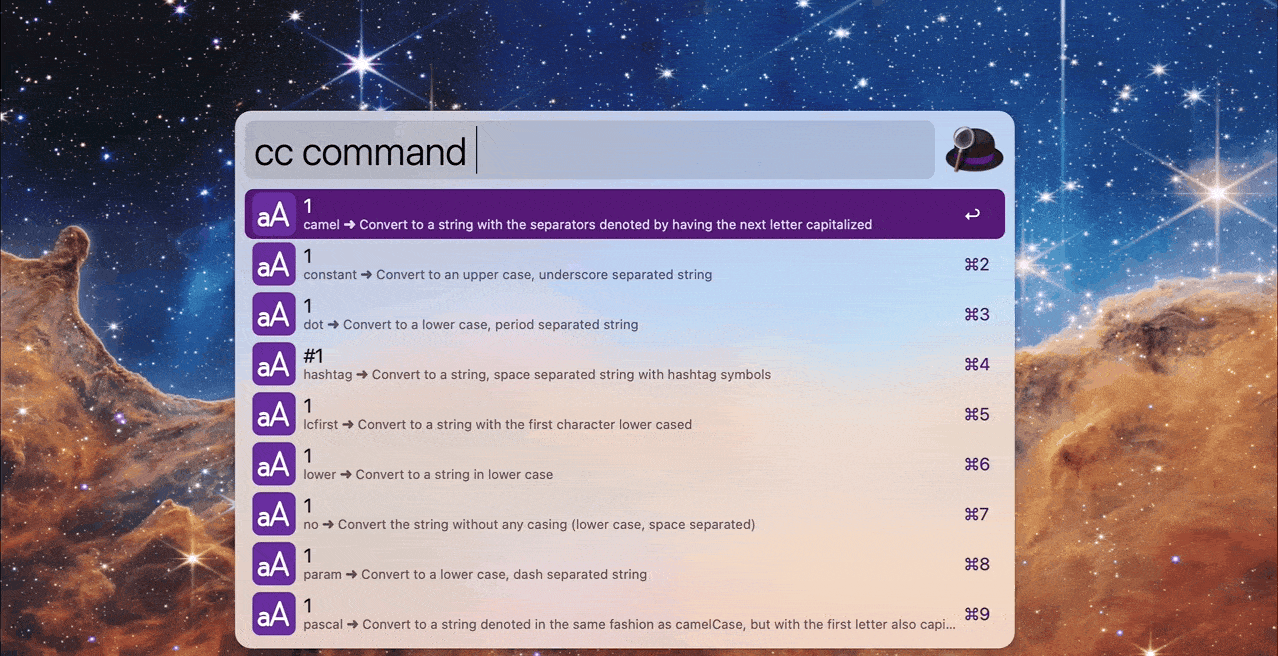 cc command
aA 1
camel ➜ Convert to a string with the separators denoted by having the next letter capitalized ↩
aA 1
constant ➜ Convert to an upper case, underscore separated string ⌘2
aA 1
dot ➜ Convert to a lower case, period separated string ⌘3
aA #1
hashtag ➜ Convert to a string, space separated string with hashtag symbols ⌘4
aA 1
lcfirst ➜ Convert to a string with the first character lower cased ⌘5
aA 1
lower ➜ Convert to a string in lower case ⌘6
aA 1
no ➜ Convert the string without any casing (lower case, space separated) ⌘7
aA 1
param ➜ Convert to a lower case, dash separated string ⌘8
aA 1
pascal ➜ Convert to a string denoted in the same fashion as camelCase, but with the first letter also capi... ⌘9